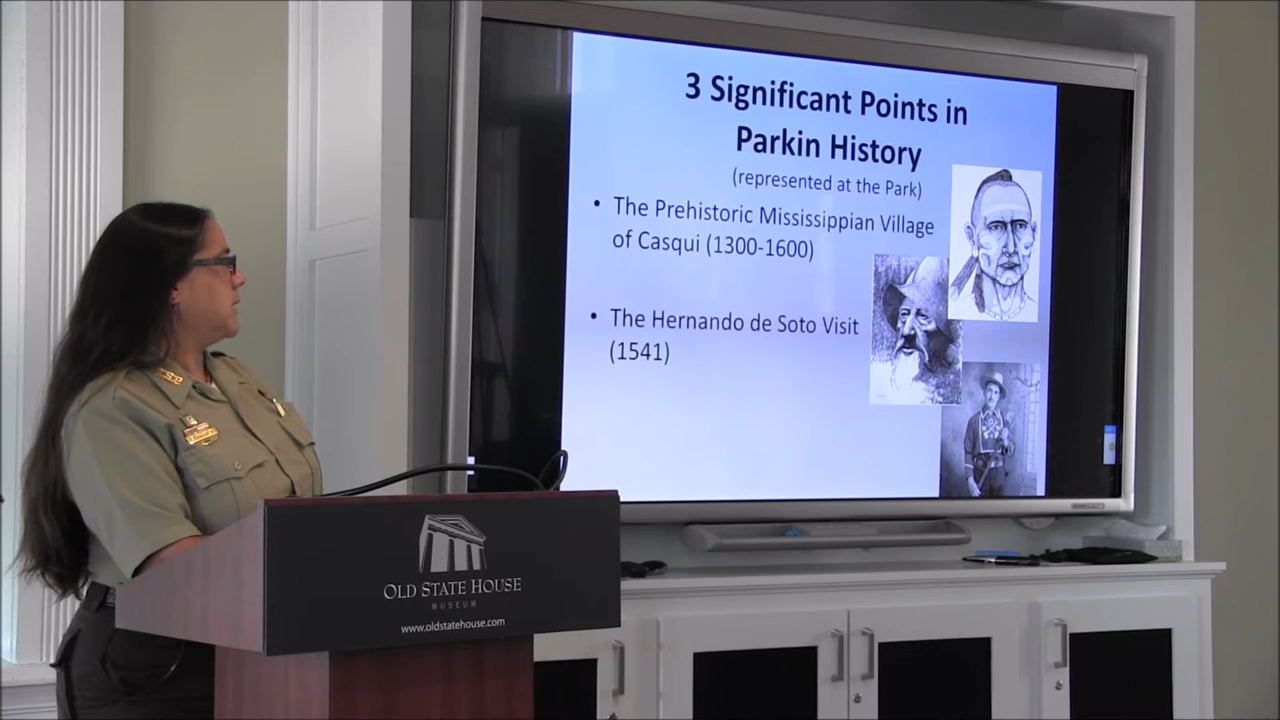 3 Significant Points in
Parkin History
(represented at the Park)
• The Prehistoric Mississippian Village
of Casqui (1300-1600)
• The Hernando de Soto Visit
(1541)
OLD STATE HOUSE
MUSEUM
www.oldstatehouse.com